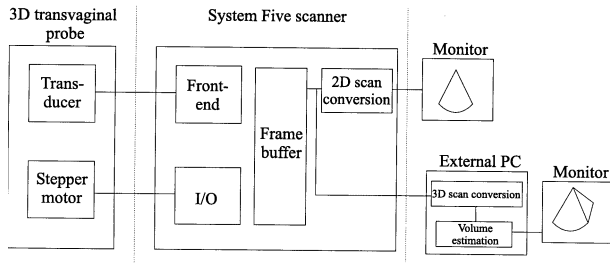 3D transvaginal
probe
System Five scanner
Monitor
Trans-
ducer
Front-
end
2D scan
conversion
Frame
buffer
Stepper
motor
I/O
External PC
3D scan conversion
Volume
estimation
Monitor